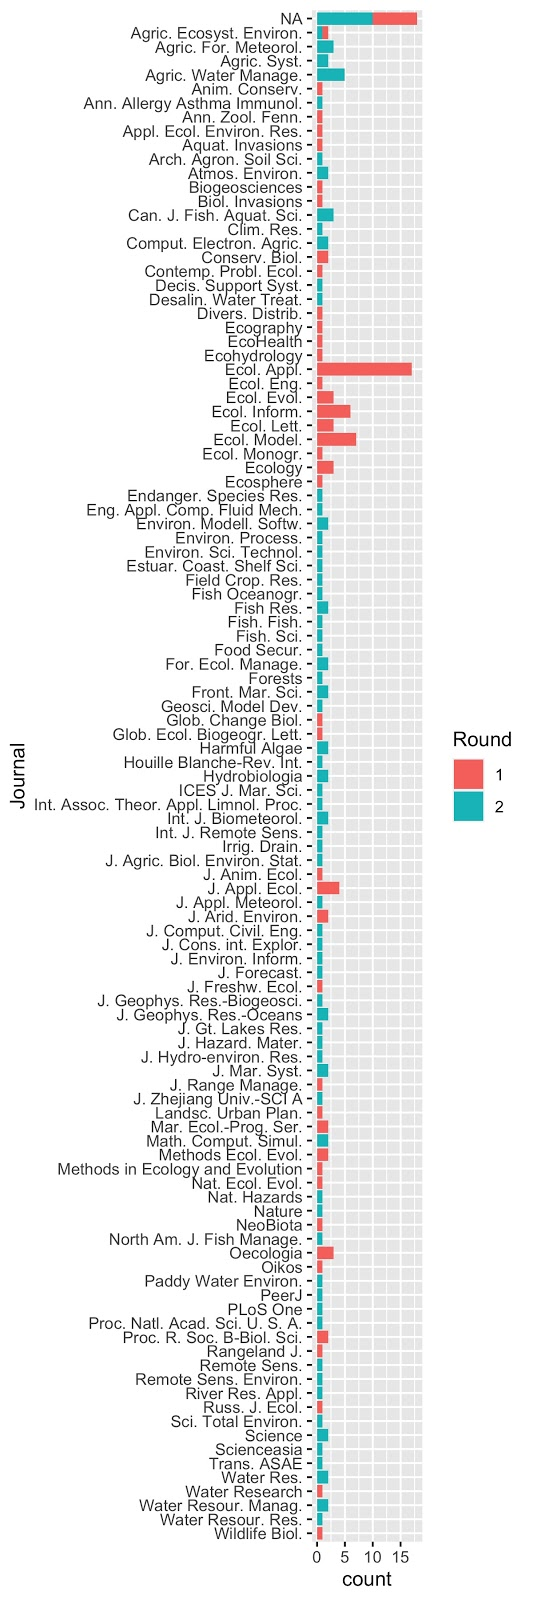 NA
Agric. Ecosyst. Environ.
Agric. For. Meteorol.
Agric. Syst.
Agric. Water Manage.
Anim. Conserv.
Ann. Allergy Asthma Immunol.
Ann. Zool. Fenn.
Appl. Ecol. Environ. Res.
Aquat. Invasions
Arch. Agron. Soil Sci.
Atmos. Environ.
Biogeosciences
Biol. Invasions
Can. J. Fish. Aquat. Sci.
Clim. Res.
Comput. Electron. Agric.
Conserv. Biol.
Contemp. Probl. Ecol.
Decis. Support Syst.
Desalin. Water Treat.
Divers. Distrib.
Ecography
EcoHealth
Ecohydrology
Ecol. Appl.
Ecol. Eng.
Ecol. Evol.
Ecol. Inform.
Ecol. Lett.
Ecol. Model.
Ecol. Monogr.
Ecology
Ecosphere
Endanger. Species Res.
Eng. Appl. Comp. Fluid Mech.
Environ. Modell. Softw.
Environ. Process.
Environ. Sci. Technol.
Estuar. Coast. Shelf Sci.
Field Crop. Res.
Fish Oceanogr.
Fish Res.
Fish. Fish.
Fish. Sci.
Food Secur.
For. Ecol. Manage.
Forests
Front. Mar. Sci.
Geosci. Model Dev.
Glob. Change Biol.
Glob. Ecol. Biogeogr. Lett.
Harmful Algae
Houille Blanche-Rev. Int.
Hydrobiologia
ICES J. Mar. Sci.
Int. Assoc. Theor. Appl. Limnol. Proc.
Int. J. Biometeorol.
Int. J. Remote Sens.
Irrig. Drain.
J. Agric. Biol. Environ. Stat.
J. Anim. Ecol.
J. Appl. Ecol.
J. Appl. Meteorol.
J. Arid. Environ.
J. Comput. Civil. Eng.
J. Cons. int. Explor.
J. Environ. Inform.
J. Forecast.
J. Freshw. Ecol.
J. Geophys. Res.-Biogeosci.
J. Geophys. Res.-Oceans
J. Gt. Lakes Res.
J. Hazard. Mater.
J. Hydro-environ. Res.
J. Mar. Syst.
J. Range Manage.
J. Zhejiang Univ.-SCI A
Landsc. Urban Plan.
Mar. Ecol.-Prog. Ser.
Math. Comput. Simul.
Methods Ecol. Evol.
Methods in Ecology and Evolution
Nat. Ecol. Evol.
Nat. Hazards
Nature
NeoBiota
North Am. J. Fish Manage.
Oecologia
Oikos
Paddy Water Environ.
PeerJ
PLoS One
Proc. Natl. Acad. Sci. U. S. A.
Proc. R. Soc. B-Biol. Sci.
Rangeland J.
Remote Sens.
Remote Sens. Environ.
River Res. Appl.
Russ. J. Ecol.
Sci. Total Environ.
Science
Scienceasia
Trans. ASAE
Water Res.
Water Research
Water Resour. Manag.
Water Resour. Res.
Wildlife Biol.
0 5 10 15
count
Journal
Round
1
2